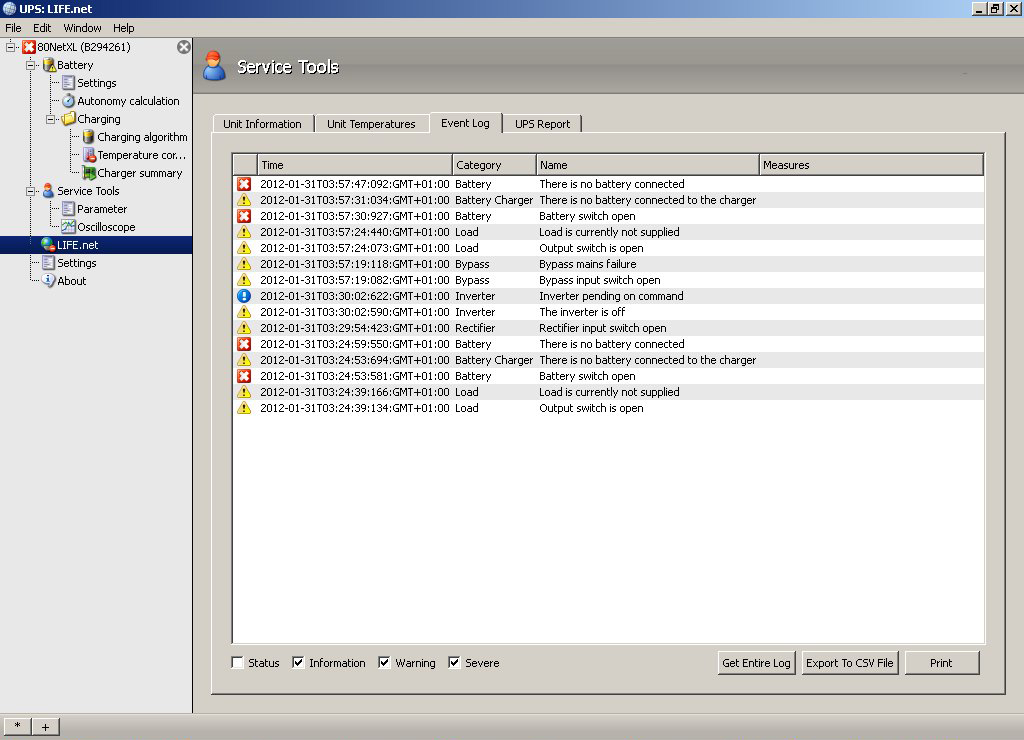 UPS: LIFE.net
File Edit Window Help
80NetXL (B294261)
Battery
Settings
Autonomy calculation
Charging
Charging algorithm
Temperature cor...
Charger summary
Service Tools
Parameter
Oscilloscope
LIFE.net
Settings
About
Service Tools
Unit Information Unit Temperatures Event Log UPS Report
Time Category Name Measures
2012-01-31T03:57:47:092:GMT+01:00 Battery There is no battery connected
2012-01-31T03:57:31:034:GMT+01:00 Battery Charger There is no battery connected to the charger
2012-01-31T03:57:30:927:GMT+01:00 Battery Battery switch open
2012-01-31T03:57:24:440:GMT+01:00 Load Load is currently not supplied
2012-01-31T03:57:24:073:GMT+01:00 Load Output switch is open
2012-01-31T03:57:19:118:GMT+01:00 Bypass Bypass mains failure
2012-01-31T03:57:19:082:GMT+01:00 Bypass Bypass input switch open
2012-01-31T03:30:02:622:GMT+01:00 Inverter Inverter pending on command
2012-01-31T03:30:02:590:GMT+01:00 Inverter The inverter is off
2012-01-31T03:29:54:423:GMT+01:00 Rectifier Rectifier input switch open
2012-01-31T03:24:59:550:GMT+01:00 Battery There is no battery connected
2012-01-31T03:24:53:694:GMT+01:00 Battery Charger There is no battery connected to the charger
2012-01-31T03:24:53:581:GMT+01:00 Battery Battery switch open
2012-01-31T03:24:39:166:GMT+01:00 Load Load is currently not supplied
2012-01-31T03:24:39:134:GMT+01:00 Load Output switch is open
Status Information Warning Severe Get Entire Log Export To CSV File Print
* +